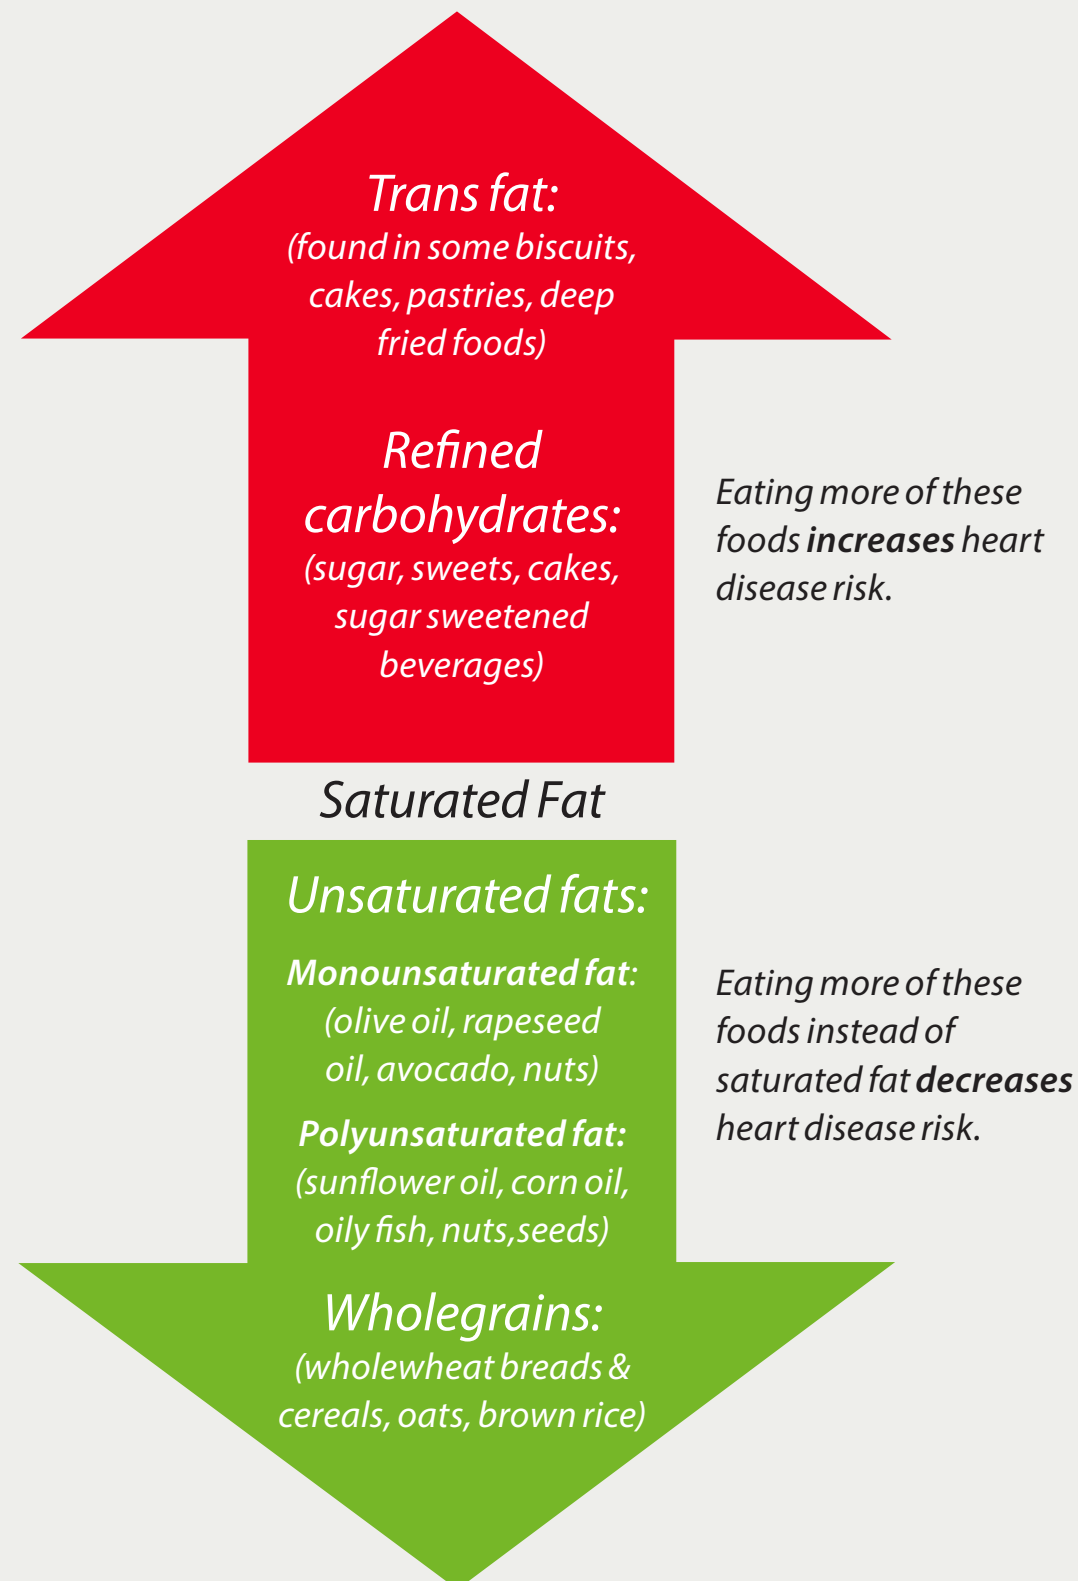 Trans fat:
(found in some biscuits,
cakes, pastries, deep
fried foods)
Refined
carbohydrates:
(sugar, sweets, cakes,
sugar sweetened
beverages)
Eating more of these
foods increases heart
disease risk.
Saturated Fat
Unsaturated fats:
Monounsaturated fat:
(olive oil, rapeseed
oil, avocado, nuts)
Polyunsaturated fat:
(sunflower oil, corn oil,
oily fish, nuts,seeds)
Wholegrains:
(wholewheat breads &
cereals, oats, brown rice)
Eating more of these
foods instead of
saturated fat decreases
heart disease risk.